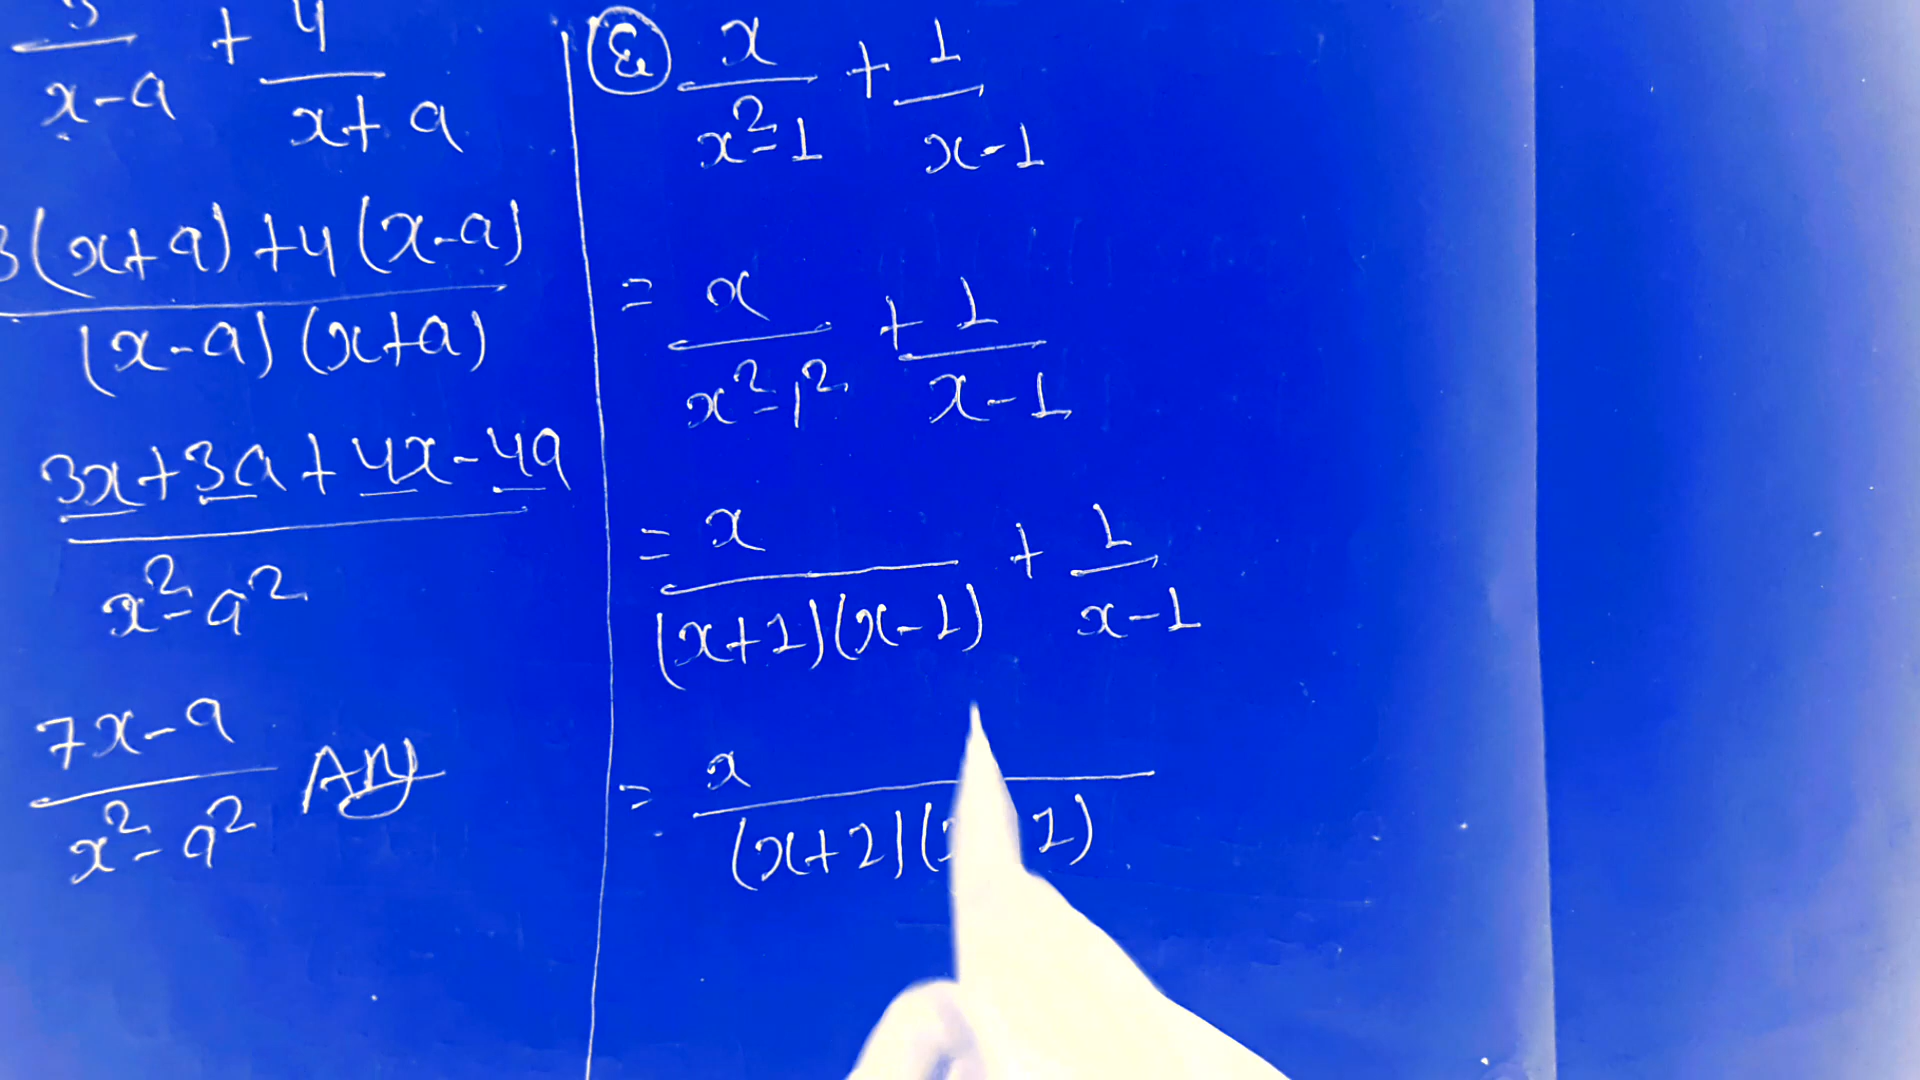 3/(x-a) + 4/(x+a)
3(x+a)+4(x-a)/(x-a)(x+a)
3x+3a+4x-4a/x²-a²
7x-a/x²-a² Ans
x/(x²-1) + 1/(x-1)
= x/(x²-1²) + 1/(x-1)
= x/(x+1)(x-1) + 1/(x-1)
= x/(x+1)( 1)